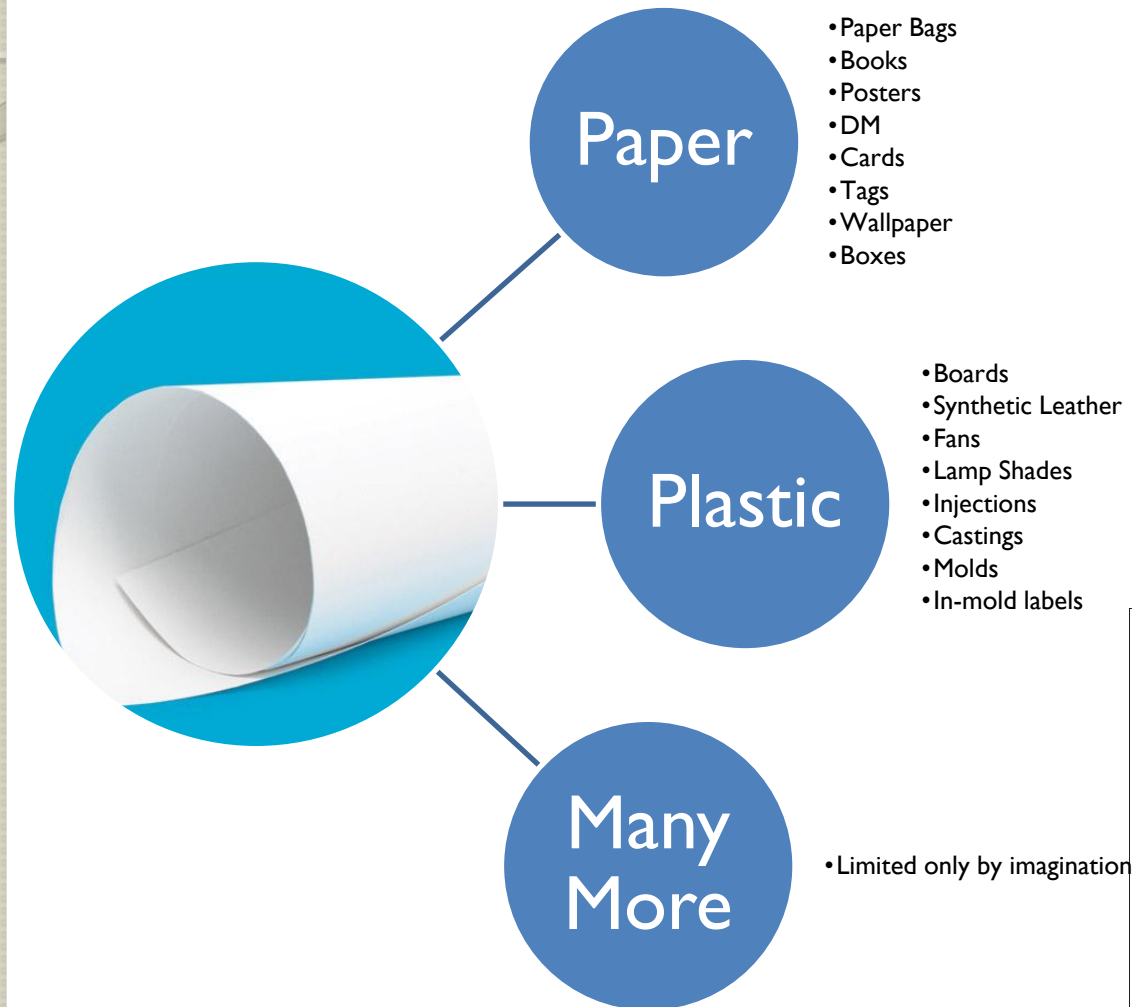 Paper
•Paper Bags
•Books
•Posters
•DM
•Cards
•Tags
•Wallpaper
•Boxes
Plastic
•Boards
•Synthetic Leather
•Fans
•Lamp Shades
•Injections
•Castings
•Molds
•In-mold labels
Many
More
•Limited only by imagination